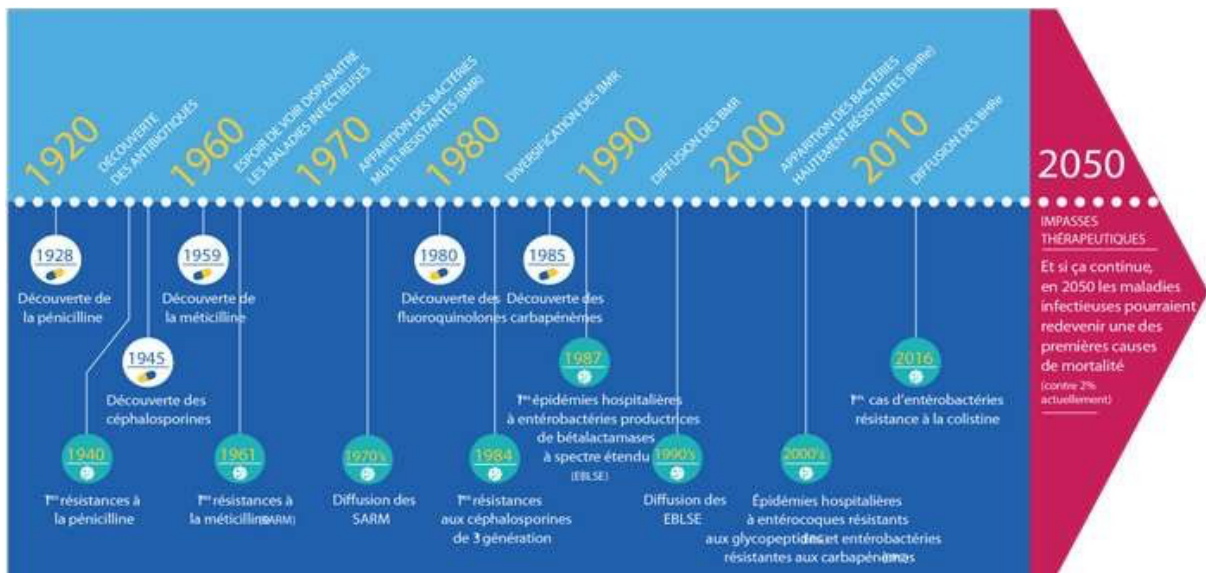 1920
DÉCOUVERTE
DES ANTIBIOTIQUES
1960
ESPOIR DE VOIR DISPARAITRE
LES MALADIES INFECTIEUSES
1970
APPARITION DES BACTÉRIES
MULTI-RÉSISTANTES (BMR)
1980
DIVERSIFICATION DES BMR
1990
DIFFUSION DES BMR
2000
APPARITION DES BACTÉRIES
HAUTEMENT RÉSISTANTES (BHRe)
2010
DIFFUSION DES BHRe
2050
IMPASSES
THÉRAPEUTIQUES
Et si ça continue,
en 2050 les maladies
infectieuses pourraient
redevenir une des
premières causes
de mortalité
(contre 2%
actuellement)
1928
Découverte de
la pénicilline
1959
Découverte de
la méticilline
1980
Découverte des
fluoroquinolones
1985
Découverte des
carbapénèmes
1945
Découverte des
céphalosporines
1987
1res épidémies hospitalières
à entérobactéries productrices
de bétalactamases
à spectre étendu
(EBLSE)
2016
cas d'entérobactéries
résistance à la colistine
1940
1res résistances à
la pénicilline
1961
1res résistances à
la méticilline (SARM)
1970's
Diffusion des
SARM
1984
1res résistances
aux céphalosporines
de 3 génération
1990's
Diffusion des
EBLSE
2000's
Épidémies hospitalières
à entérocoques résistants
aux glycopeptides et entérobactéries
résistantes aux carbapénèmes